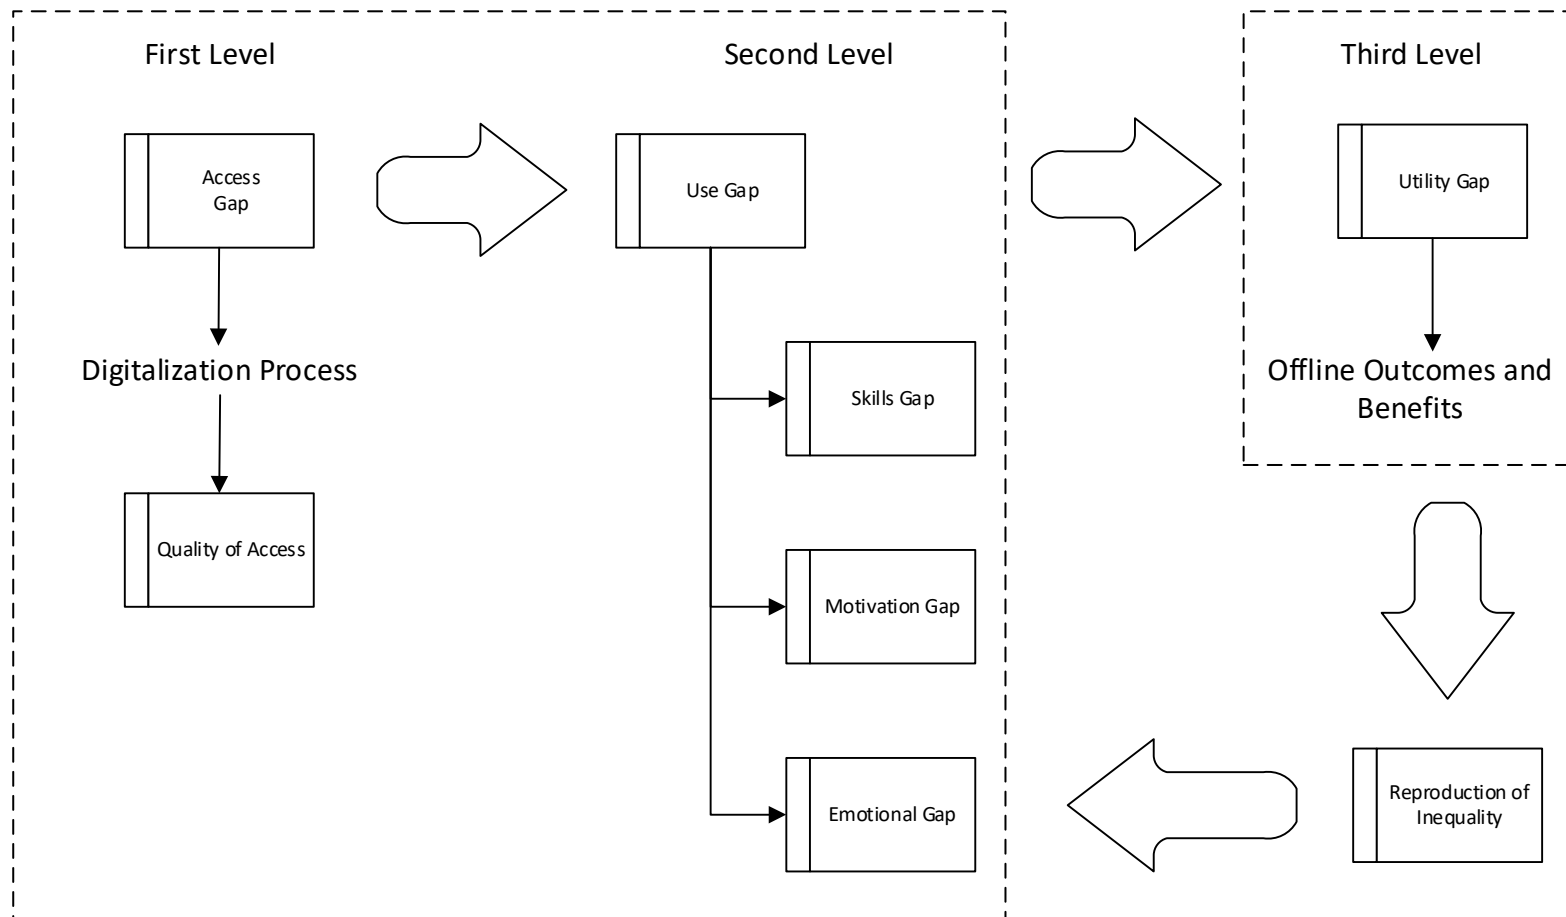 First Level
Second Level
Third Level
Access
Gap
Use Gap
Utility Gap
Digitalization Process
Offline Outcomes and
Benefits
Skills Gap
Quality of Access
Motivation Gap
Emotional Gap
Reproduction of
Inequality